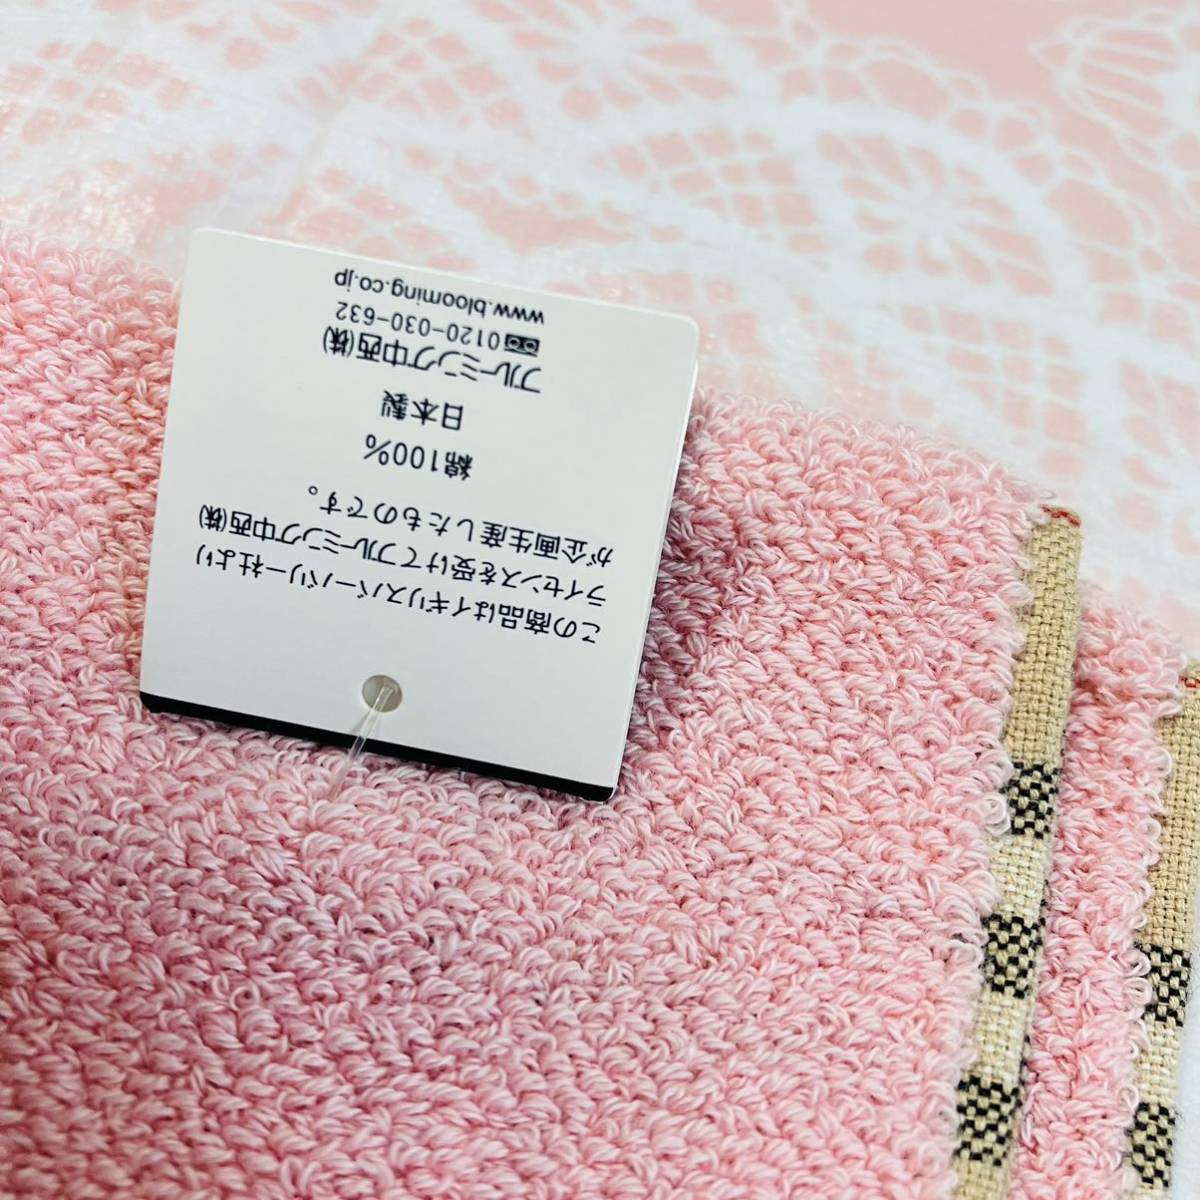 この商品はイギリスバーバリー社より
ライセンスを受けてブルーミング中西(株)
が企画生産したものです。
綿100%
日本製
ブルーミング中西(株)
0120-030-632
www.blooming.co.jp